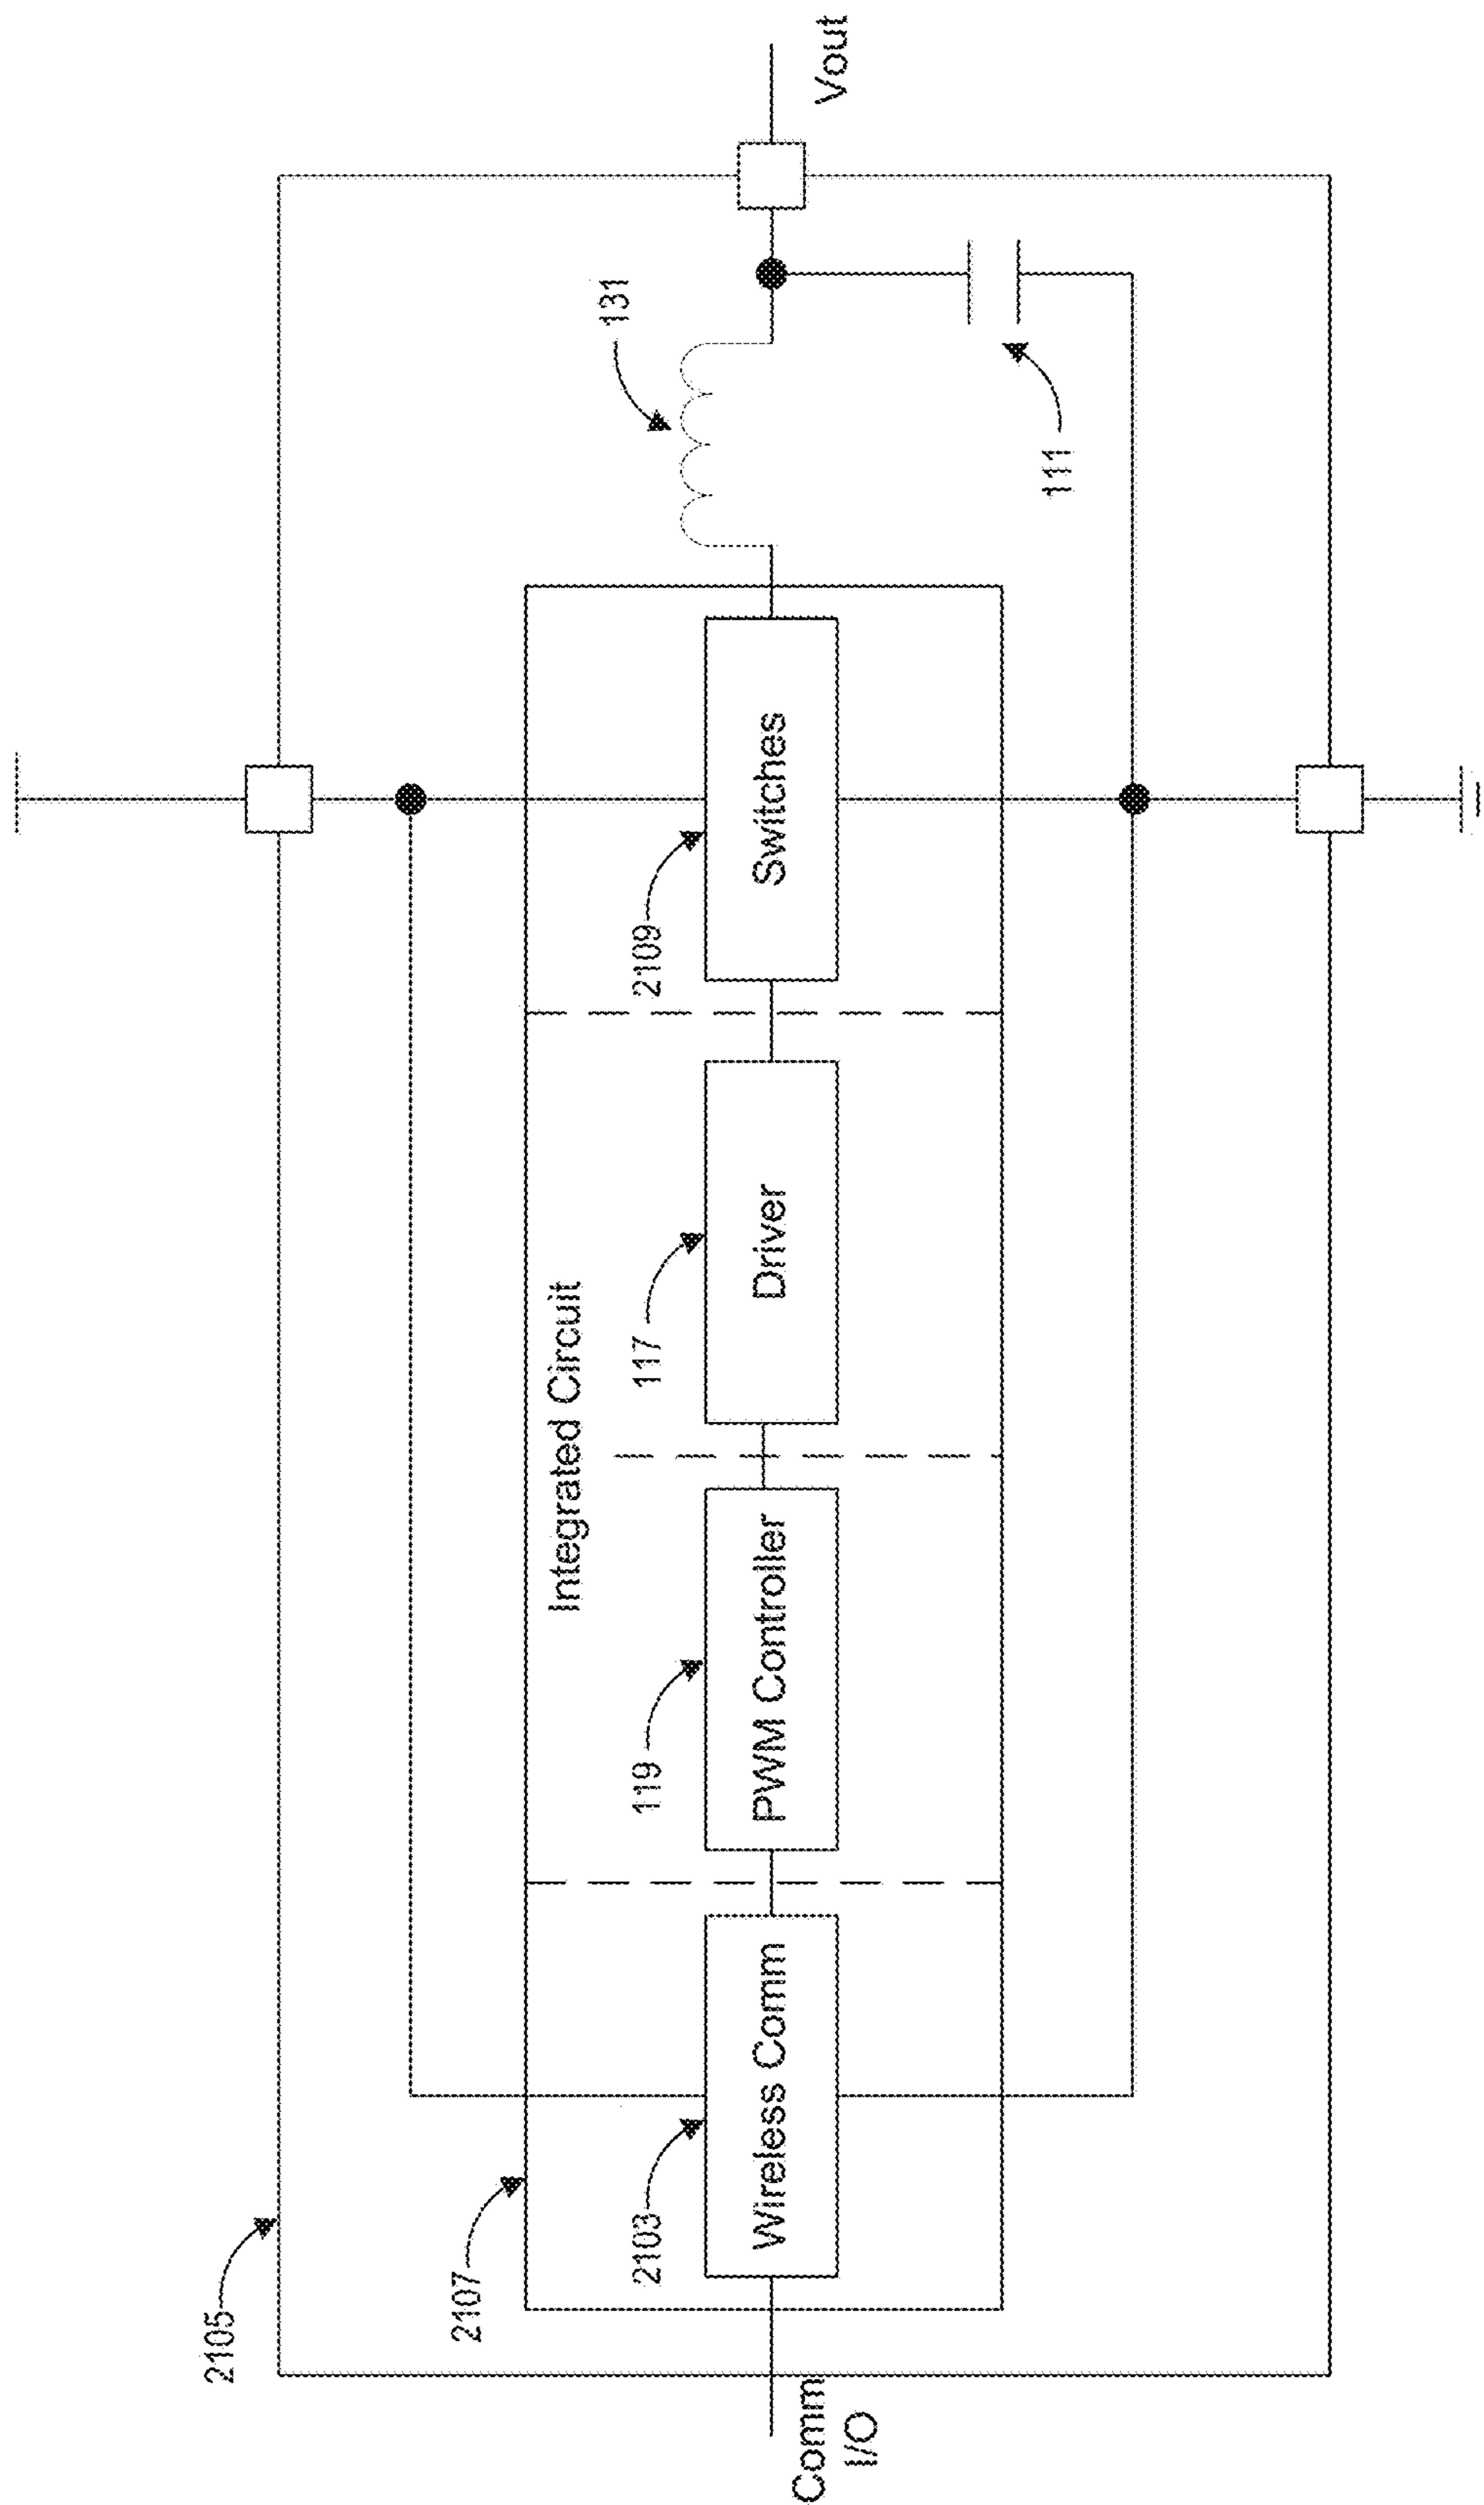 2105
2107
Integrated Circuit
2103
119
117
2109
131
Wireless Comm
PWM Controller
Driver
Switches
Comm
I/O
Vout
111